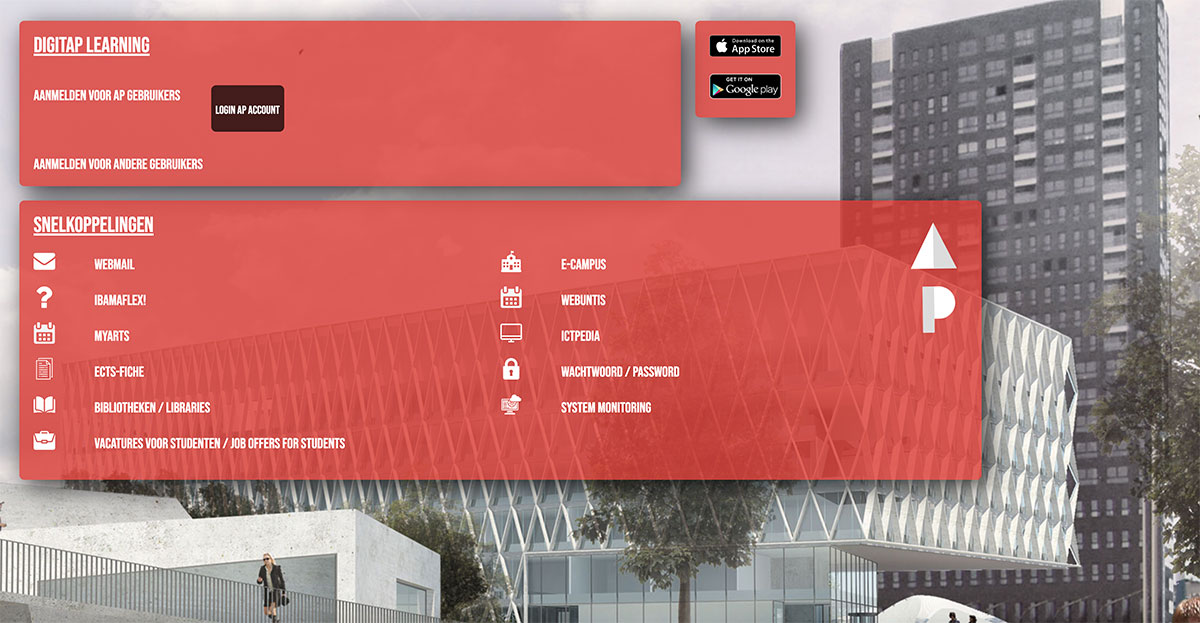 DIGITAP LEARNING
AANMELDEN VOOR AP GEBRUIKERS
LOGIN AP ACCOUNT
AANMELDEN VOOR ANDERE GEBRUIKERS
Download on the
App Store
GET IT ON
Google play
SNELKOPPELINGEN
WEBMAIL
IBAMAFLEX!
MYARTS
ECTS-FICHE
BIBLIOTHEKEN / LIBRARIES
VACATURES VOOR STUDENTEN / JOB OFFERS FOR STUDENTS
E-CAMPUS
WEBUNTIS
ICTPEDIA
WACHTWOORD / PASSWORD
SYSTEM MONITORING
AP